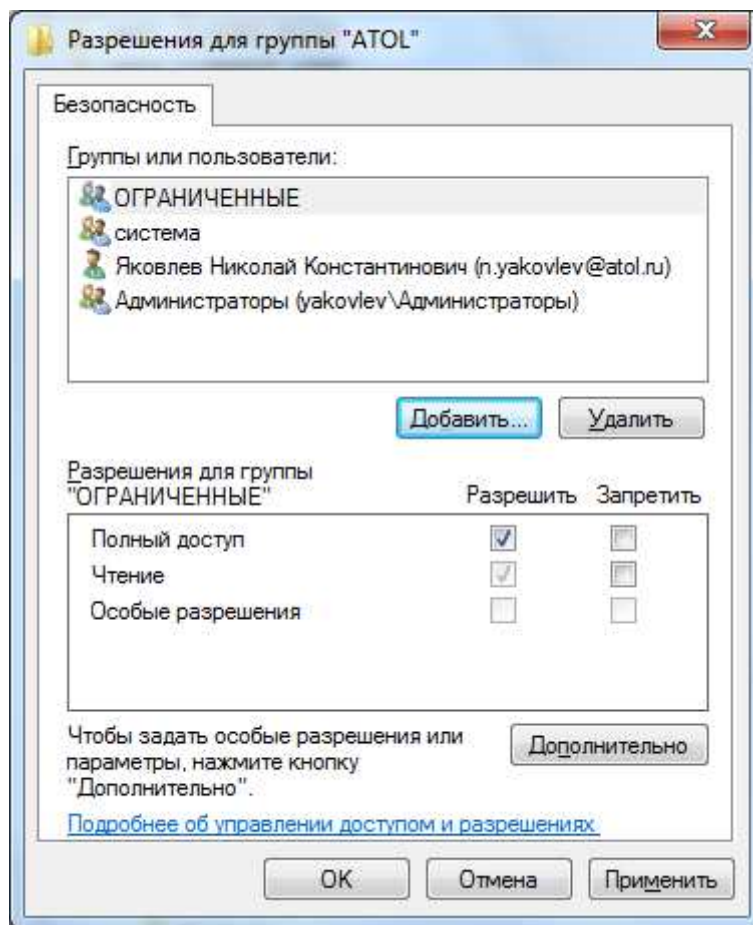 Разрешения для группы "ATOL"
Безопасность
Группы или пользователи:
ОГРАНИЧЕННЫЕ
система
Яковлев Николай Константинович (n.yakovlev@atol.ru)
Администраторы (yakovlev\Администраторы)
Добавить... Удалить
Разрешения для группы
"ОГРАНИЧЕННЫЕ" Разрешить Запретить
Полный доступ
Чтение
Особые разрешения
Чтобы задать особые разрешения или
параметры, нажмите кнопку
"Дополнительно".
Дополнительно
Подробнее об управлении доступом и разрешениях
OK Отмена Применить